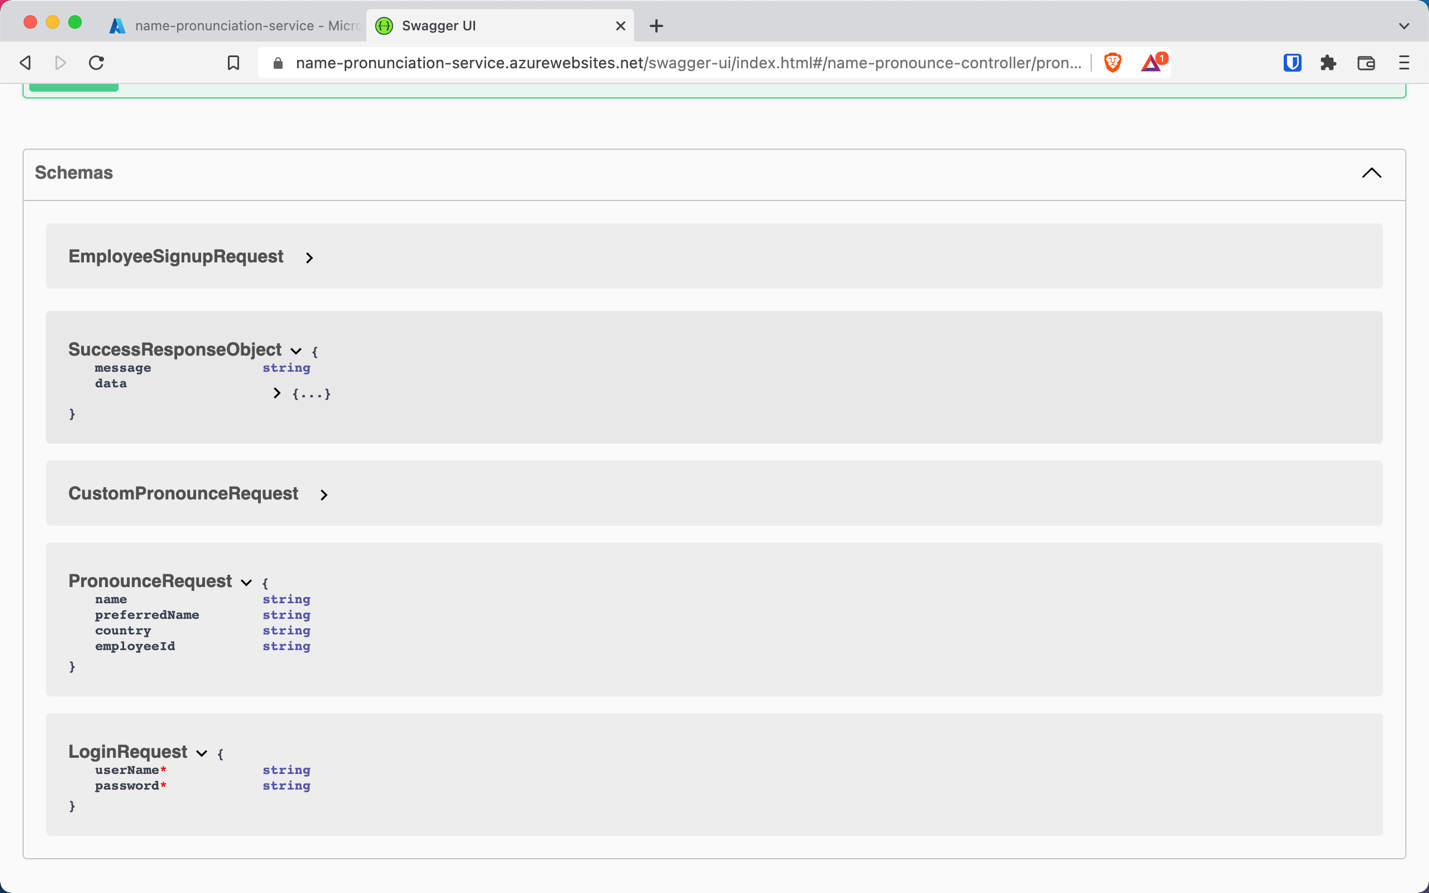 name-pronunciation-service - Micr
Swagger UI
name-pronunciation-service.azurewebsites.net/swagger-ui/index.html#/name-pronounce-controller/pron...
1
Schemas
EmployeeSignupRequest
SuccessResponseObject {
message string
data
{...}
}
CustomPronounceRequest
PronounceRequest {
name string
preferredName string
country string
employeeId string
}
LoginRequest {
userName* string
password* string
}